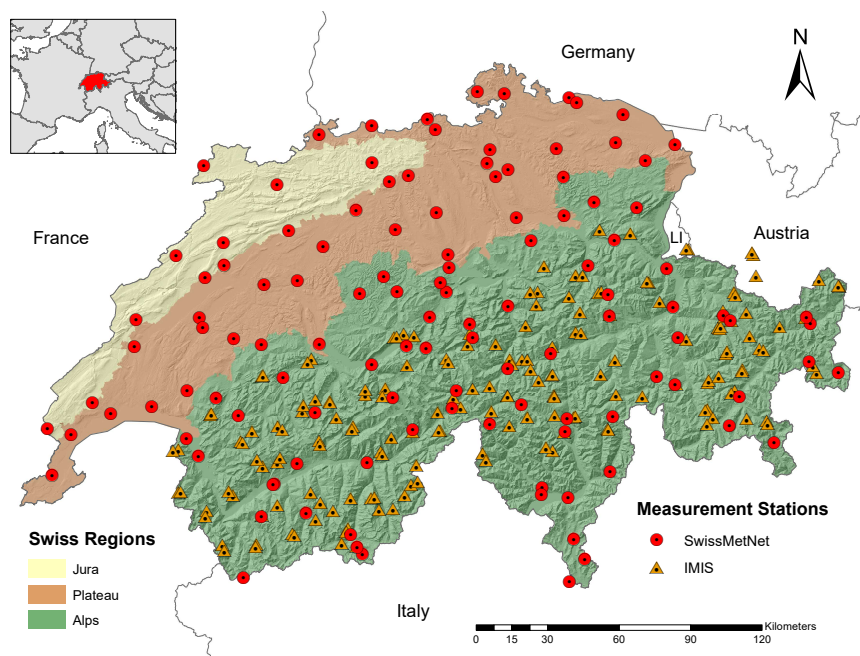 Germany
N
France
LI
Austria
Swiss Regions
Jura
Plateau
Alps
Measurement Stations
SwissMetNet
IMIS
Italy
Kilometers
0 15 30 60 90 120